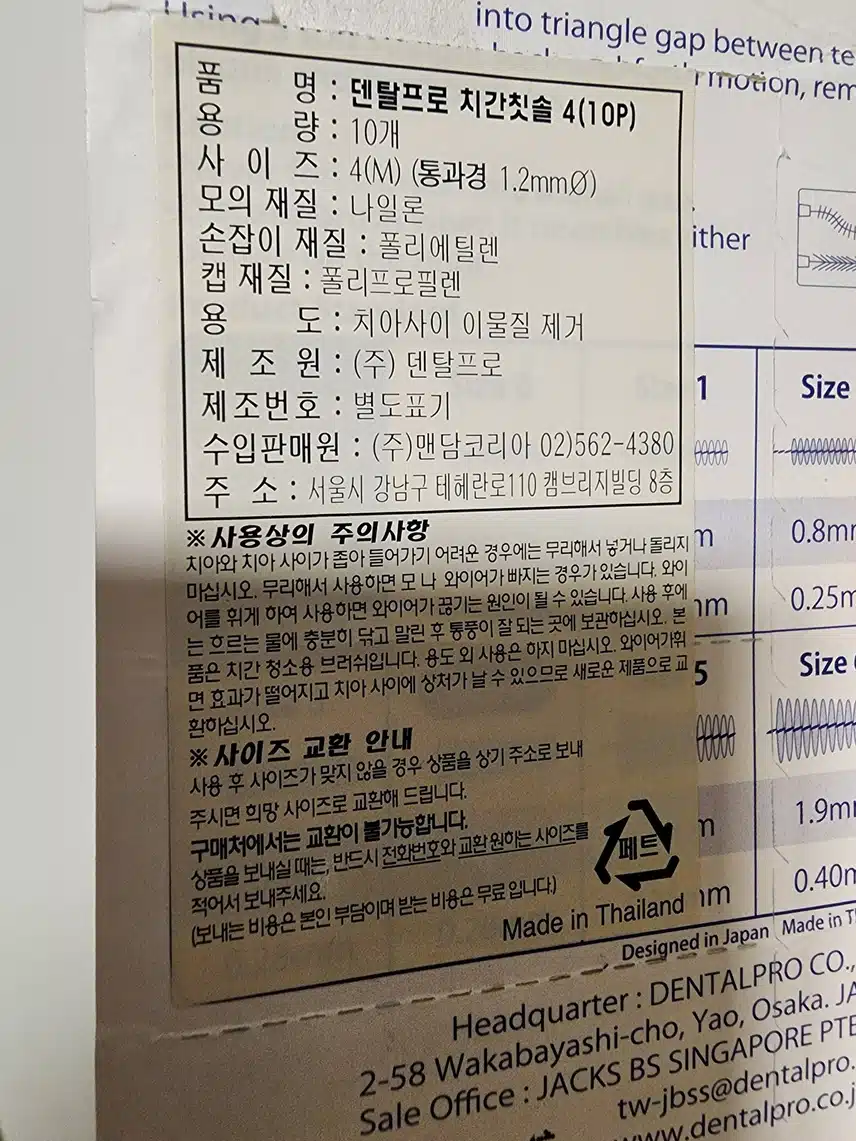 Using
into triangle gap between
motion,
품 명 : 덴탈프로 치간칫솔 4(10P)
용 량 : 10개
사 이 즈 : 4(M) (통과경 1.2mmØ)
모의 재질 : 나일론
손잡이 재질 : 폴리에틸렌
캡 재질 : 폴리프로필렌
용 도 : 치아사이 이물질 제거
제 조 원 : (주) 덴탈프로
제조번호 : 별도표기
수입판매원 : (주)맨담코리아 02)562-4380
주 소 : 서울시 강남구 테헤란로110 캠브리지빌딩 8층
※사용상의 주의사항
치아와 치아 사이가 좁아 들어가기 어려운 경우에는 무리해서 넣거나 돌리지
마십시오. 무리해서 사용하면 모 나 와이어가 빠지는 경우가 있습니다. 와이
어를 휘게 하여 사용하면 와이어가 끊기는 원인이 될 수 있습니다. 사용 후에
는 흐르는 물에 충분히 닦고 말린 후 통풍이 잘 되는 곳에 보관하십시오. 본
품은 치간 청소용 브러쉬입니다. 용도 외 사용은 하지 마십시오. 와이어가휘
면 효과가 떨어지고 치아 사이에 상처가 날 수 있으므로 새로운 제품으로 교
환하십시오.
※사이즈 교환 안내
사용 후 사이즈가 맞지 않을 경우 상품을 상기 주소로 보내
주시면 희망 사이즈로 교환해 드립니다.
구매처에서는 교환이 불가능합니다.
상품을 보내실 때는, 반드시 전화번호와 교환 원하는 사이즈를
적어서 보내주세요.
(보내는 비용은 본인 부담이며 받는 비용은 무료 입니다.)
페트
Made in Thailand
ither
1 Size
0.8m
0.25m
5 Size
1.9m
0.40m
Designed in Japan Made in
Headquarter : DENTALPRO CO.,
2-58 Wakabayashi-cho, Yao, Osaka.
Sale Office : JACKS BS SINGAPORE PTE
tw-jbss@dentalpro.
www.dentalpro.co.j